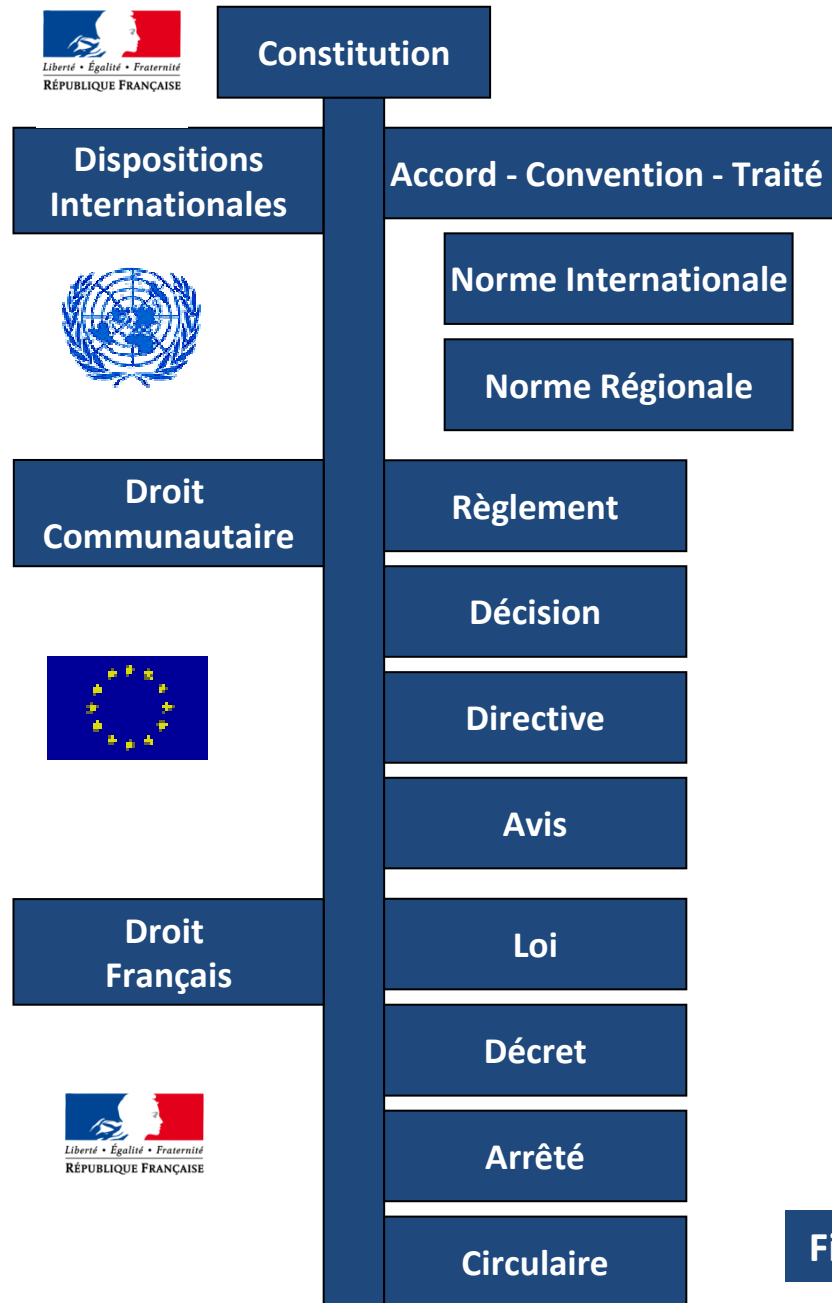 Liberté • Égalité • Fraternité
RÉPUBLIQUE FRANÇAISE
Constitution
Dispositions
Internationales
Accord - Convention - Traité
Norme Internationale
Norme Régionale
Droit
Communautaire
Règlement
Décision
Directive
Avis
Droit
Français
Loi
Décret
Liberté • Égalité • Fraternité
RÉPUBLIQUE FRANÇAISE
Arrêté
Circulaire